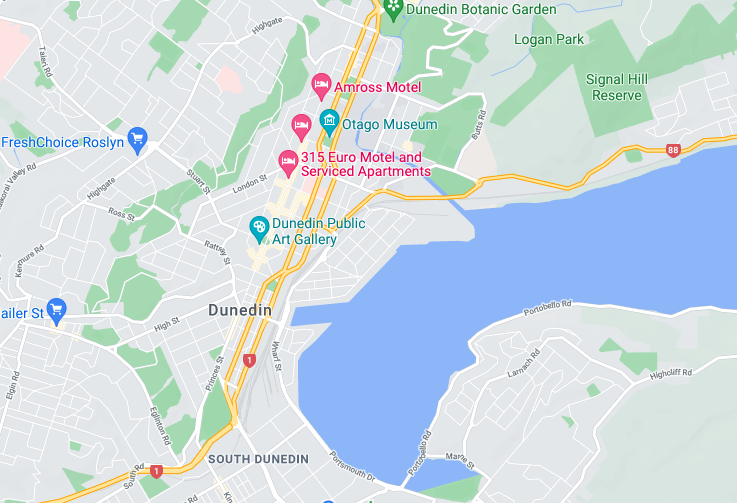 Dunedin Botanic Garden
Highgate
Logan Park
Taieri Rd
Signal Hill
Reserve
Amross Motel
Otago Museum
Butts Rd
FreshChoice Roslyn
88
315 Euro Motel and
Serviced Apartments
Stuart St
London St
Highgate
Ross St
Dunedin Public
Art Gallery
Rattray St
Kenmure Rd
ailer St
Dunedin
High St
Portobello Rd
Wharf St
1
Princes St
Larnach Rd
Highcliff Rd
Elgin Rd
Eglinton Rd
Portobello Rd
SOUTH DUNEDIN
Marne St
Portsmouth Dr
South Rd
1